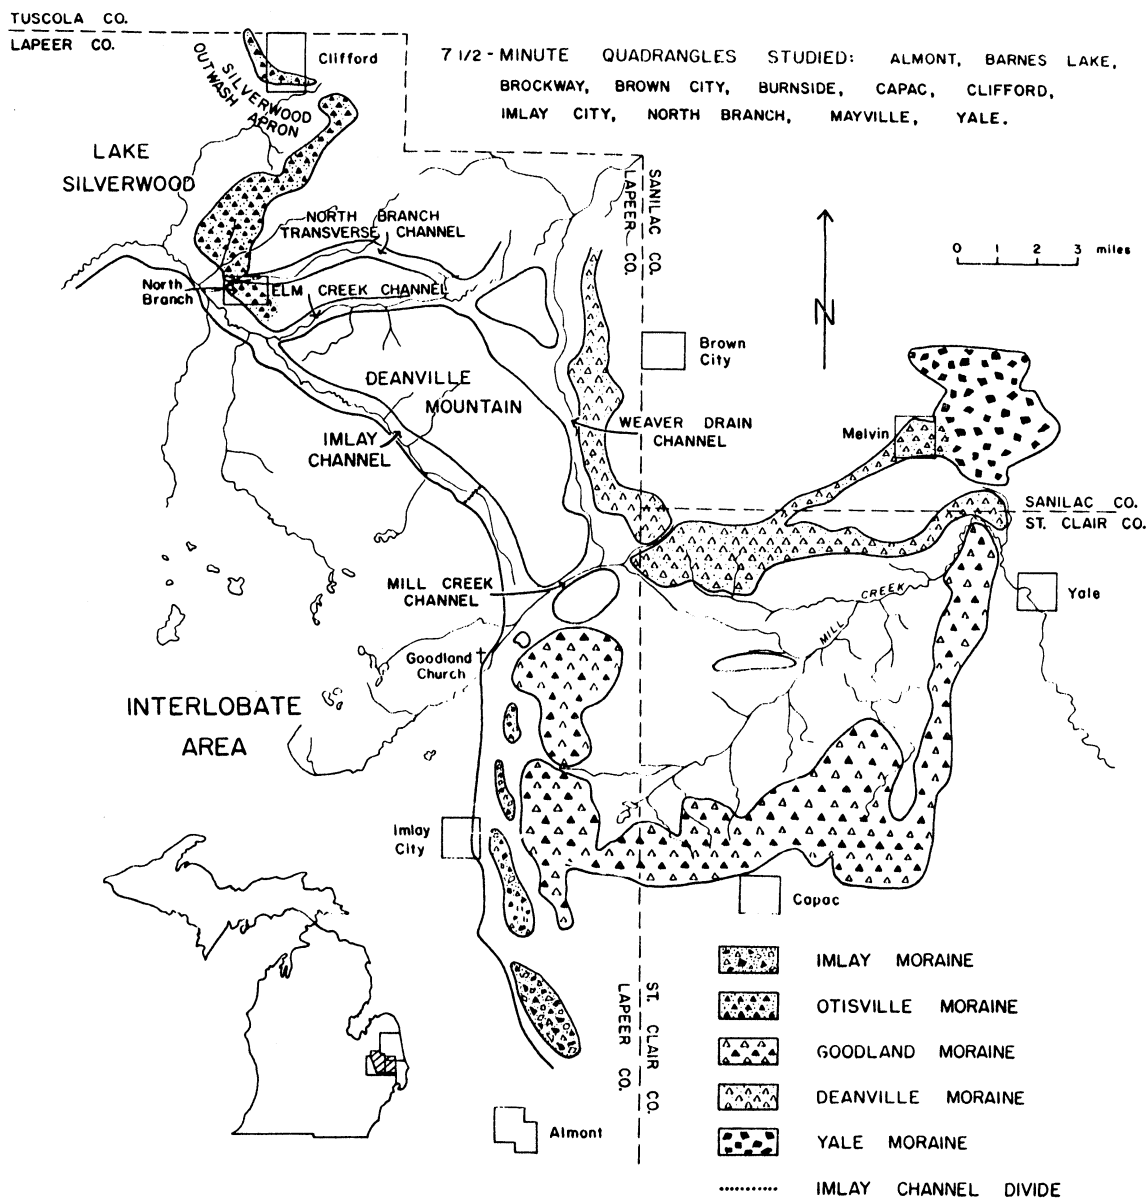 TUSCOLA CO.
LAPEER CO.
7 1/2 - MINUTE QUADRANGLES STUDIED: ALMONT, BARNES LAKE,
BROCKWAY, BROWN CITY, BURNSIDE, CAPAC, CLIFFORD,
IMLAY CITY, NORTH BRANCH, MAYVILLE, YALE.
Clifford
SILVERWOOD
OUTWASH APRON
LAKE
SILVERWOOD
SANILAC CO.
LAPEER CO.
NORTH BRANCH
TRANSVERSE CHANNEL
0 1 2 3 miles
North
Branch
ELM CREEK CHANNEL
N
Brown
City
DEANVILLE
MOUNTAIN
WEAVER DRAIN
CHANNEL
Melvin
IMLAY
CHANNEL
SANILAC CO.
ST. CLAIR CO.
MILL CREEK
CHANNEL
MILL CREEK
Yale
Goodland
Church
INTERLOBATE
AREA
Imlay
City
Capac
ST. CLAIR CO.
LAPEER CO.
Almont
IMLAY MORAINE
OTISVILLE MORAINE
GOODLAND MORAINE
DEANVILLE MORAINE
YALE MORAINE
IMLAY CHANNEL DIVIDE